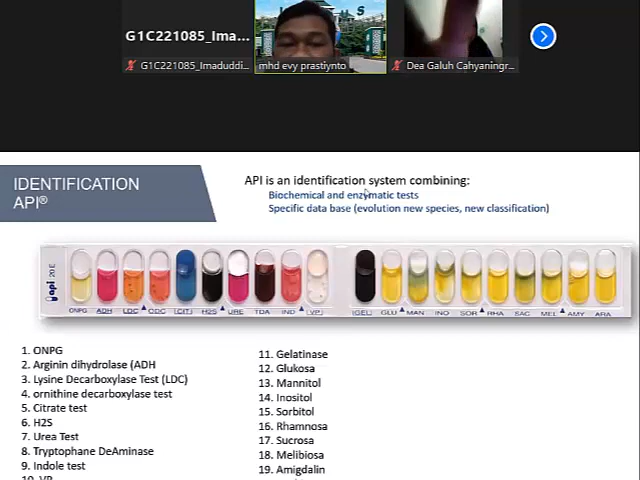 G1C221085_Ima...
G1C221085_Imaduddi...
mhd evy prastiynto
Dea Galuh Cahyaningr...
IDENTIFICATION
API®
API is an identification system combining:
Biochemical and enzymatic tests
Specific data base (evolution new species, new classification)
api 20 E
ONPG ADH LDC ODC |CIT| H2S URE TDA IND |VP| |GEL| GLU MAN INO SOR RHA SAC MEL AMY ARA
1. ONPG
2. Arginin dihydrolase (ADH
3. Lysine Decarboxylase Test (LDC)
4. ornithine decarboxylase test
5. Citrate test
6. H2S
7. Urea Test
8. Tryptophane DeAminase
9. Indole test
10. VP
11. Gelatinase
12. Glukosa
13. Mannitol
14. Inositol
15. Sorbitol
16. Rhamnosa
17. Sucrosa
18. Melibiosa
19. Amigdalin